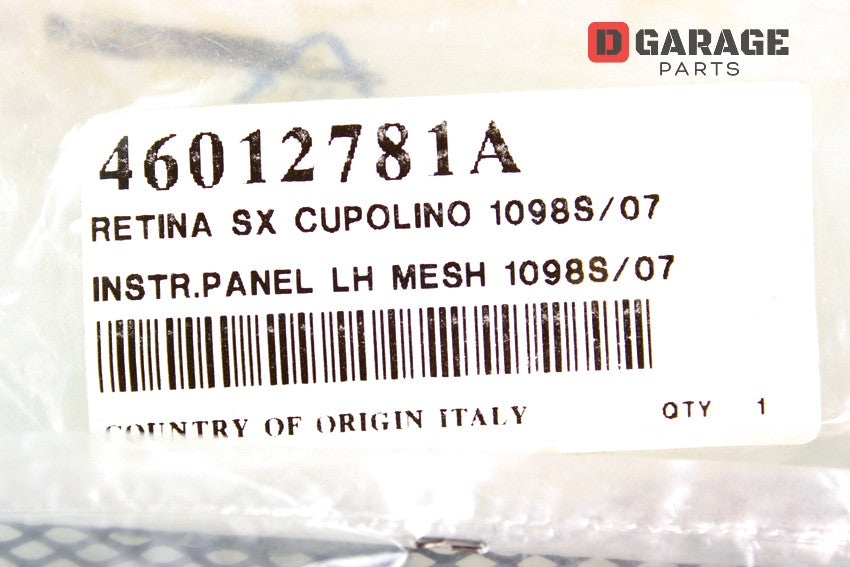 D GARAGE
PARTS
46012781A
RETINA SX CUPOLINO 1098S/07
INSTR.PANEL LH MESH 1098S/07
COUNTRY OF ORIGIN ITALY
QTY 1